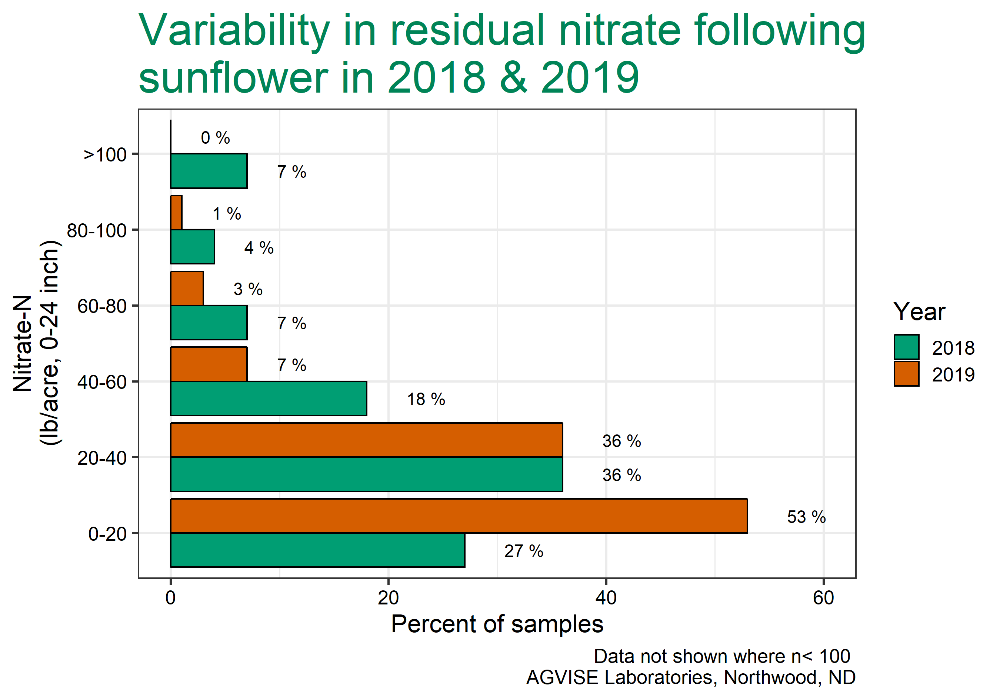 Variability in residual nitrate following
sunflower in 2018 & 2019
0 %
>100
7 %
1 %
80-100
4 %
3 %
60-80
7 %
7 %
40-60
18 %
36 %
20-40
36 %
53 %
0-20
27 %
Nitrate-N
(lb/acre, 0-24 inch)
0 20 40 60
Percent of samples
Year
2018
2019
Data not shown where n< 100
AGVISE Laboratories, Northwood, ND